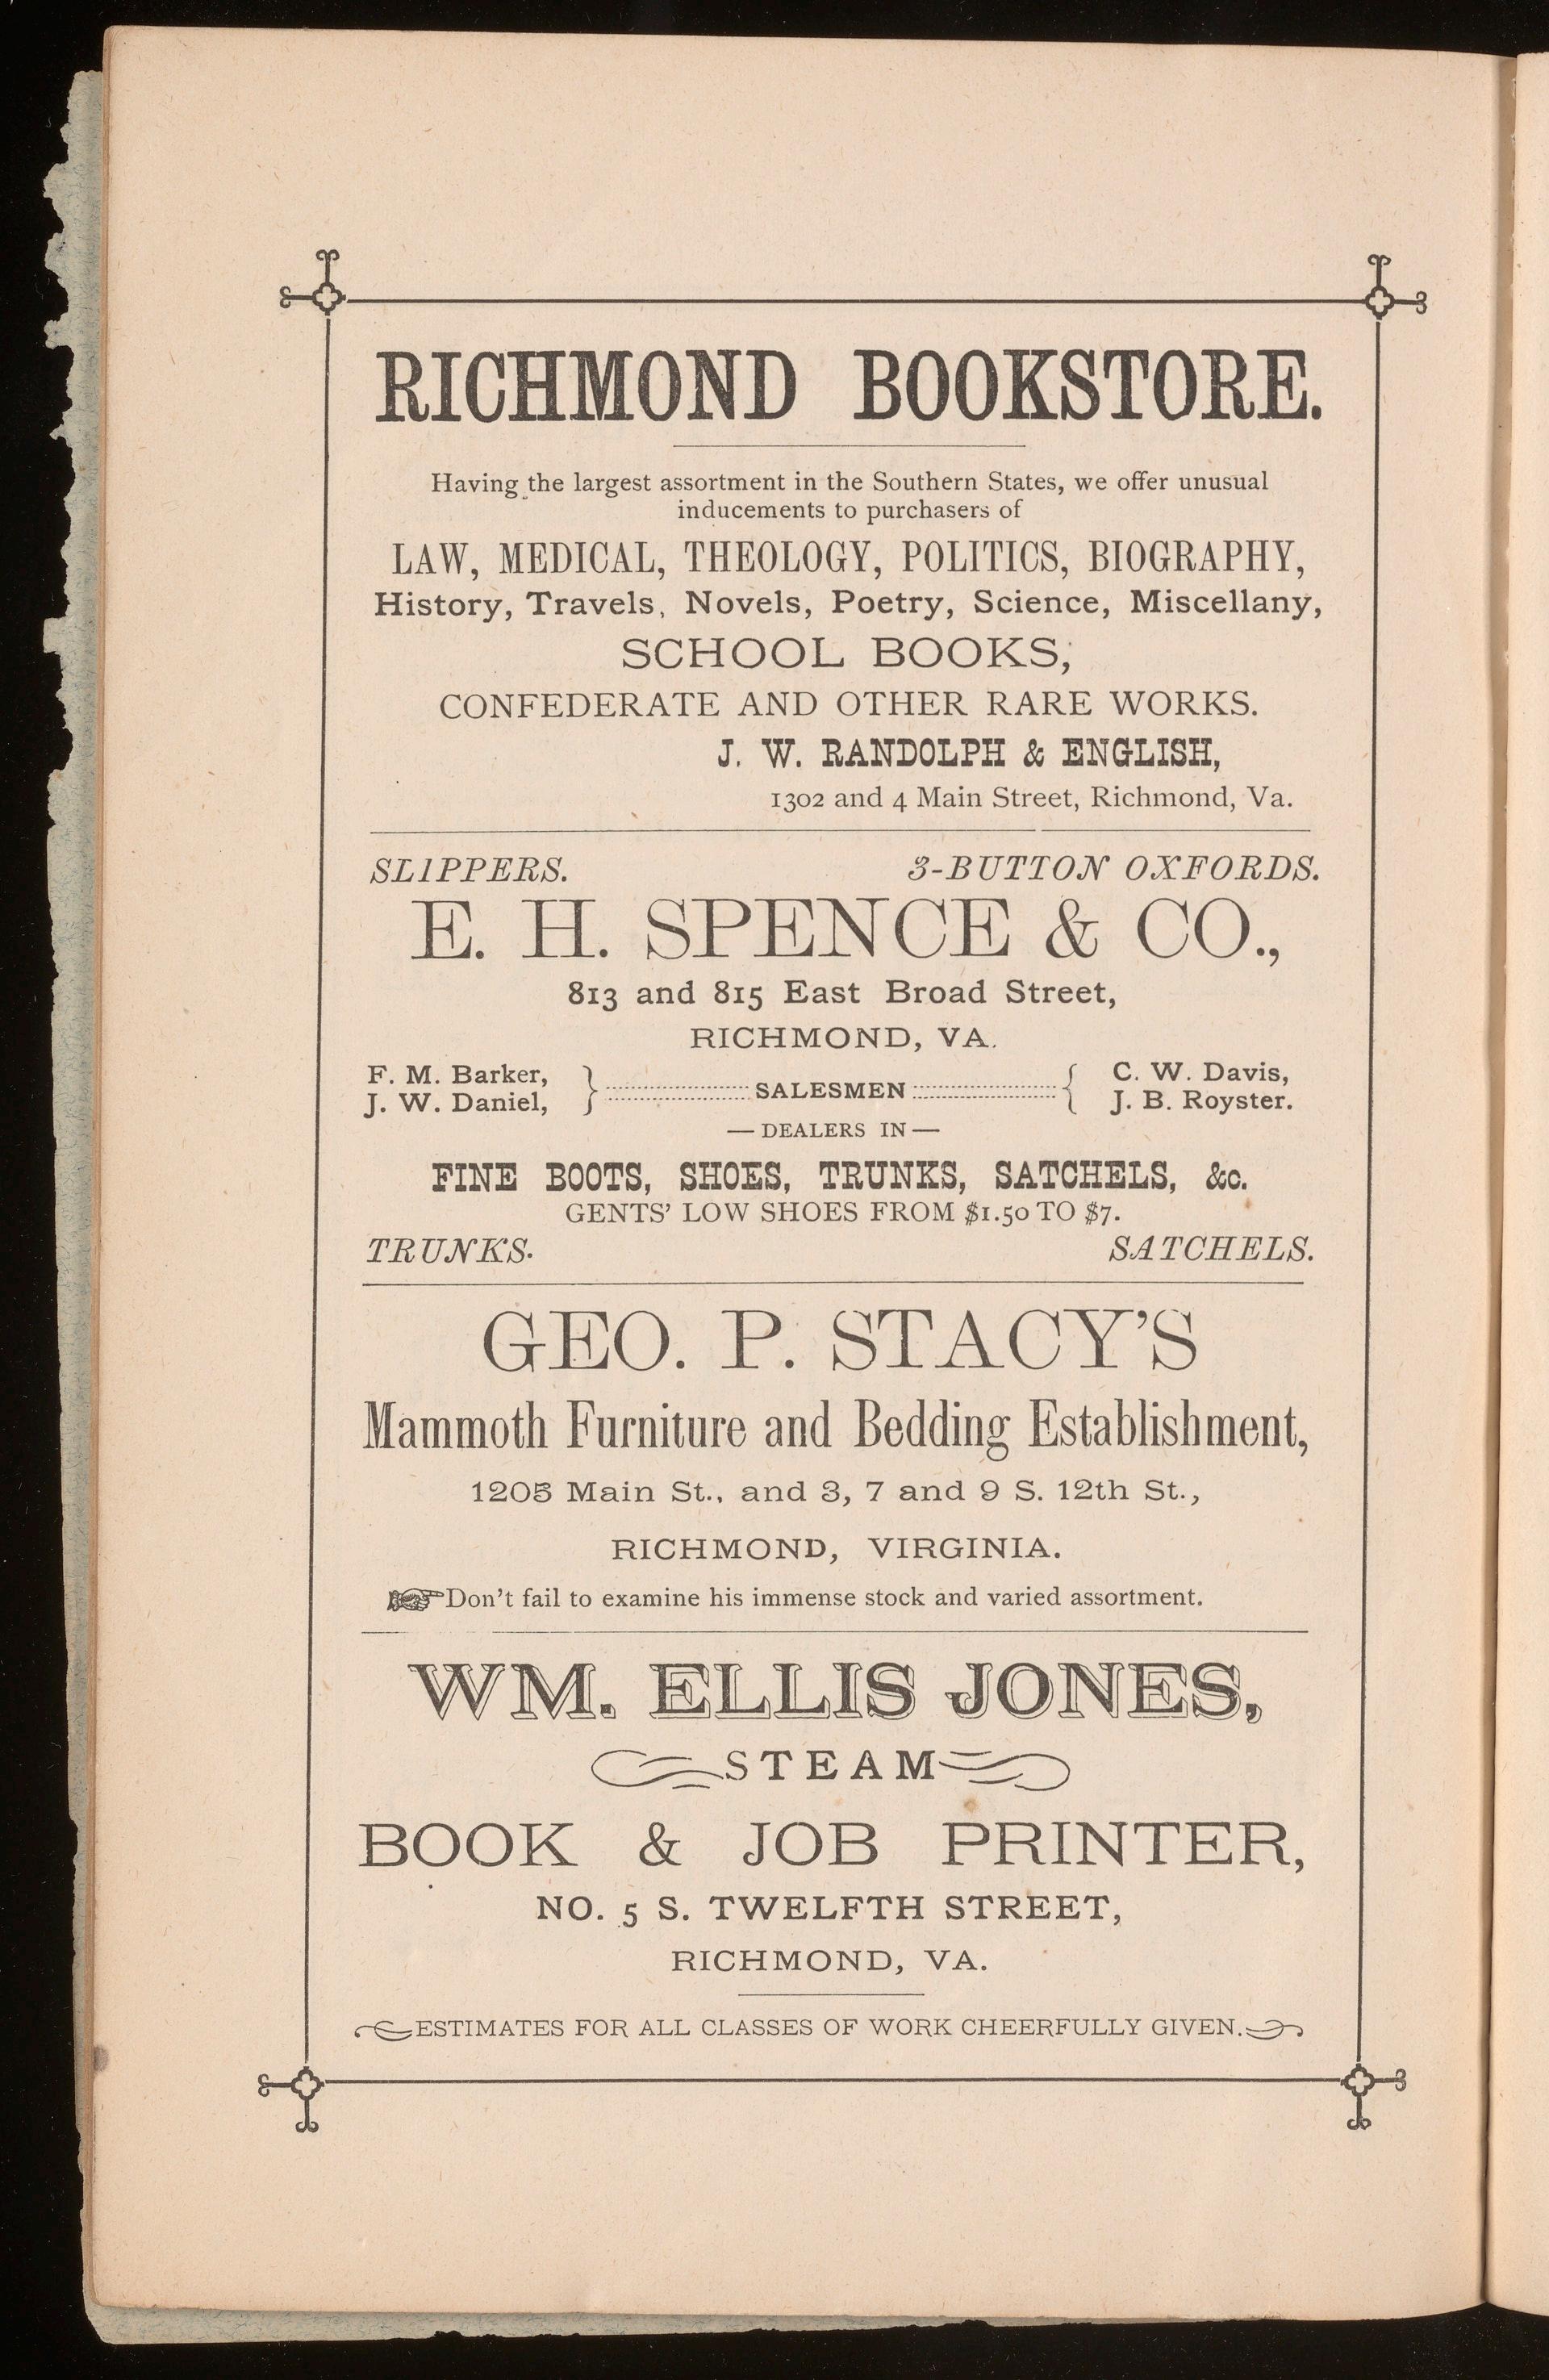 RICHMOND BOOKSTORE.
Having the largest assortment in the Southern States, we offer unusual
inducements to purchasers of
LAW, MEDICAL, THEOLOGY, POLITICS, BIOGRAPHY,
History, Travels, Novels, Poetry, Science, Miscellany,
SCHOOL BOOKS,
CONFEDERATE AND OTHER RARE WORKS.
J. W. RANDOLPH & ENGLISH,
1302 and 4 Main Street, Richmond, Va.
SLIPPERS. 3-BUTTON OXFORDS.
E. H. SPENCE & CO.,
813 and 815 East Broad Street,
RICHMOND, VA.
F. M. Barker, C. W. Davis,
SALESMEN
J. W. Daniel, J. B. Royster.
— DEALERS IN —
FINE BOOTS, SHOES, TRUNKS, SATCHELS, &c.
GENTS' LOW SHOES FROM $1.50 TO $7.
TRUNKS. SATCHELS.
GEO. P. STACY'S
Mammoth Furniture and Bedding Establishment,
1205 Main St., and 3, 7 and 9 S. 12th St.,
RICHMOND, VIRGINIA.
☞Don't fail to examine his immense stock and varied assortment.
WM. ELLIS JONES,
STEAM
BOOK & JOB PRINTER,
NO. 5 S. TWELFTH STREET,
RICHMOND, VA.
ESTIMATES FOR ALL CLASSES OF WORK CHEERFULLY GIVEN.